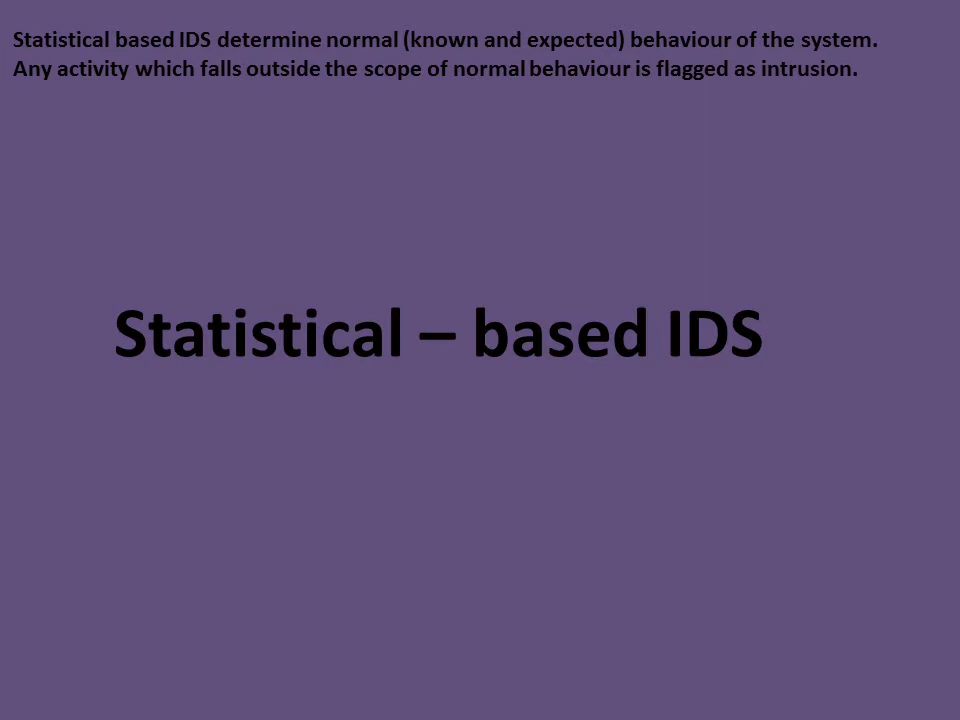 Statistical based IDS determine normal (known and expected) behaviour of the system.
Any activity which falls outside the scope of normal behaviour is flagged as intrusion.
Statistical – based IDS